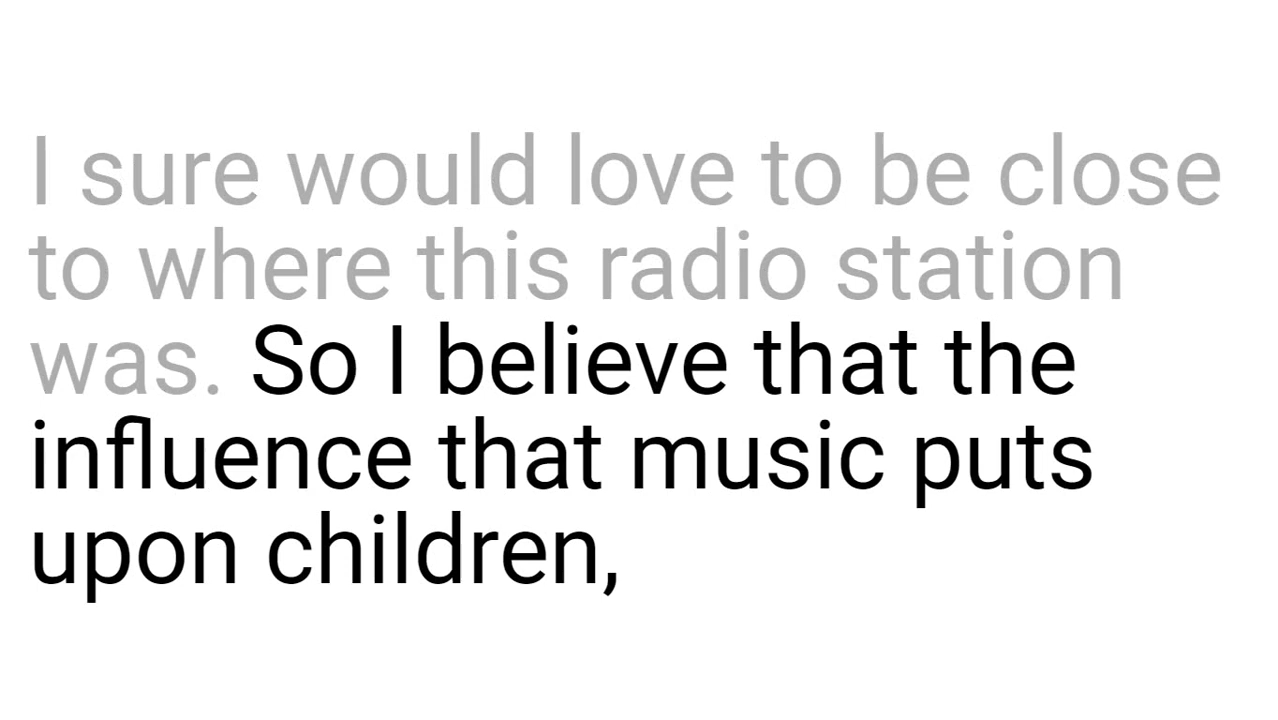 I sure would love to be close
to where this radio station
was. So I believe that the
influence that music puts
upon children,